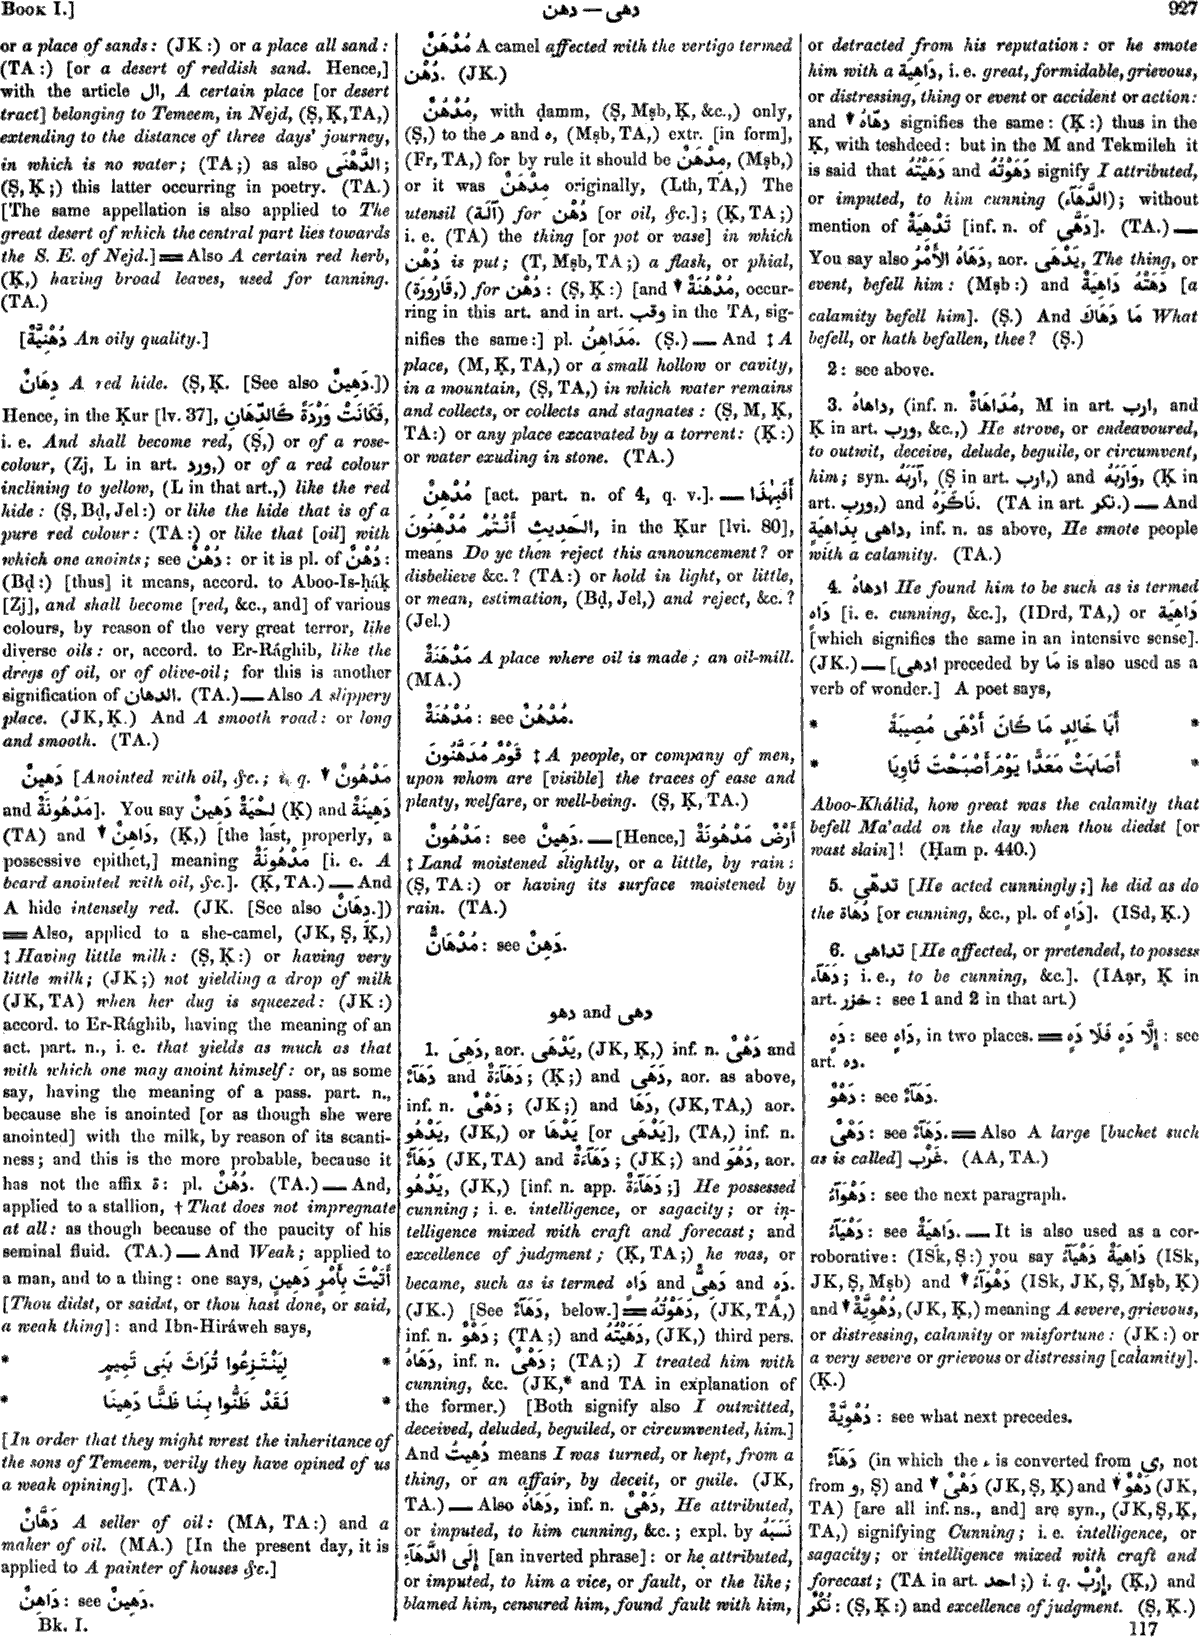 BOOK I.]
دهن — دهى
927
or a place of sands: (JK:) or a place all sand:
(TA:) [or a desert of reddish sand. Hence,]
with the article ال, A certain place [or desert
tract] belonging to Temeem, in Nejd, (Ṣ, Ḳ, TA,)
extending to the distance of three days' journey,
in which is no water; (TA;) as also الدَّهْنَى;
(Ṣ, Ḳ;) this latter occurring in poetry. (TA.)
[The same appellation is also applied to The
great desert of which the central part lies towards
the S. E. of Nejd.] ＝ Also A certain red herb,
(Ḳ,) having broad leaves, used for tanning.
(TA.)
[دُهْنِيَّةٌ An oily quality.]
دِهَانٌ A red hide. (Ṣ, Ḳ. [See also دَهِينٌ.])
Hence, in the Ḳur [lv. 37], فَكَانَتْ وَرْدَةً كَالدِّهَانِ,
i. e. And shall become red, (Ṣ,) or of a rose-
colour, (Zj, L in art. ورد,) or of a red colour
inclining to yellow, (L in that art.,) like the red
hide: (Ṣ, Bḍ, Jel:) or like the hide that is of a
pure red colour: (TA:) or like that [oil] with
which one anoints; see دُهْنٌ: or it is pl. of دُهْنٌ:
(Bḍ:) [thus] it means, accord. to Aboo-Is-ḥáḳ
[Zj], and shall become [red, &c., and] of various
colours, by reason of the very great terror, like
diverse oils: or, accord. to Er-Rághib, like the
dregs of oil, or of olive-oil; for this is another
signification of الدهان. (TA.) — Also A slippery
place. (JK, Ḳ.) And A smooth road: or long
and smooth. (TA.)
دَهِينٌ [Anointed with oil, &c.; i. q. ▼ مَدْهُونٌ
and مَدْهُونَةٌ]. You say لِحْيَةٌ دَهِينٌ (Ḳ) and دَهِينَةٌ
(TA) and ▼ دَاهِنٌ, (Ḳ,) [the last, properly, a
possessive epithet,] meaning مَدْهُونَةٌ [i. e. A
beard anointed with oil, &c.]. (Ḳ, TA.) — And
A hide intensely red. (JK. [See also دِهَانٌ.])
＝ Also, applied to a she-camel, (JK, Ṣ, Ḳ,)
‡ Having little milk: (Ṣ, Ḳ:) or having very
little milk; (JK;) not yielding a drop of milk
(JK, TA) when her dug is squeezed: (JK:)
accord. to Er-Rághib, having the meaning of an
act. part. n., i. e. that yields as much as that
with which one may anoint himself: or, as some
say, having the meaning of a pass. part. n.,
because she is anointed [or as though she were
anointed] with the milk, by reason of its scanti-
ness; and this is the more probable, because it
has not the affix ة: pl. دُهُنٌ. (TA.) — And,
applied to a stallion, † That does not impregnate
at all: as though because of the paucity of his
seminal fluid. (TA.) — And Weak; applied to
a man, and to a thing: one says, أَتَيْتَ بِأَمْرٍ دَهِينٍ
[Thou didst, or saidst, or thou hast done, or said,
a weak thing]: and Ibn-Hiráweh says,
* لِيَنْتَزِعُوا تُرَاثَ بَنِى تَمِيمٍ *
* لَقَدْ ظَنُّوا بِنَا ظَنًّا دَهِينَا *
[In order that they might wrest the inheritance of
the sons of Temeem, verily they have opined of us
a weak opining]. (TA.)
دَهَّانٌ A seller of oil: (MA, TA:) and a
maker of oil. (MA.) [In the present day, it is
applied to A painter of houses &c.]
دَاهِنٌ: see دَهِينٌ.
Bk. I.
مُدْهَنٌ A camel affected with the vertigo termed
دُهْن. (JK.)
مُدْهُنٌ, with ḍamm, (Ṣ, Mṣb, Ḳ, &c.,) only,
(Ṣ,) to the م and ه, (Mṣb, TA,) extr. [in form],
(Fr, TA,) for by rule it should be مِدْهَنٌ, (Mṣb,)
or it was مِدْهَنٌ originally, (Lth, TA,) The
utensil (آلَة) for دُهْن [or oil, &c.]; (Ḳ, TA;)
i. e. (TA) the thing [or pot or vase] in which
دُهْن is put; (T, Mṣb, TA;) a flask, or phial,
(قَارُورَة,) for دُهْن: (Ṣ, Ḳ:) [and ▼ مُدْهُنَةٌ, occur-
ring in this art. and in art. وقب in the TA, sig-
nifies the same:] pl. مَدَاهِنُ. (Ṣ.) — And ‡ A
place, (M, Ḳ, TA,) or a small hollow or cavity,
in a mountain, (Ṣ, TA,) in which water remains
and collects, or collects and stagnates: (Ṣ, M, Ḳ,
TA:) or any place excavated by a torrent: (Ḳ:)
or water exuding in stone. (TA.)
مُدْهِنٌ [act. part. n. of 4, q. v.]. — أَفَبِهٰذَا
الحَدِيثِ أَنْتُمْ مُدْهِنُونَ, in the Ḳur [lvi. 80],
means Do ye then reject this announcement? or
disbelieve &c.? (TA:) or hold in light, or little,
or mean, estimation, (Bḍ, Jel,) and reject, &c.?
(Jel.)
مَدْهَنَةٌ A place where oil is made; an oil-mill.
(MA.)
مُدْهُنَةٌ: see مُدْهُنٌ.
قَوْمٌ مُدَهَّنُونَ ‡ A people, or company of men,
upon whom are [visible] the traces of ease and
plenty, welfare, or well-being. (Ṣ, Ḳ, TA.)
مَدْهُونٌ: see دَهِينٌ. — [Hence,] أَرْضٌ مَدْهُونَةٌ
‡ Land moistened slightly, or a little, by rain:
(Ṣ, TA:) or having its surface moistened by
rain. (TA.)
مُدْهَانٌّ: see دَهِنٌ.
دهو and دهى
1. دَهِىَ, aor. يَدْهَى, (JK, Ḳ,) inf. n. دَهْىٌ and
دَهَآءٌ and دَهَآءَةٌ; (Ḳ;) and دَهَى, aor. as above,
inf. n. دَهْىٌ; (JK;) and دَهَا, (JK, TA,) aor.
يَدْهُو, (JK,) or يَدْهَا [or يَدْهَى], (TA,) inf. n.
دَهَآءٌ (JK, TA) and دَهَآءَةٌ; (JK;) and دَهُوَ, aor.
يَدْهُو, (JK,) [inf. n. app. دَهَآءَةٌ;] He possessed
cunning; i. e. intelligence, or sagacity; or in-
telligence mixed with craft and forecast; and
excellence of judgment; (Ḳ, TA;) he was, or
became, such as is termed دَاهٍ and دَهِىٌّ and دَهٍ.
(JK.) [See دَهَآءٌ, below.] ＝ دَهَوْتُهُ, (JK, TA,)
inf. n. دَهْوٌ; (TA;) and دَهَيْتُهُ, (JK,) third pers.
دَهَاهُ, inf. n. دَهْىٌ; (TA;) I treated him with
cunning, &c. (JK,* and TA in explanation of
the former.) [Both signify also I outwitted,
deceived, deluded, beguiled, or circumvented, him.]
And دُهِيتُ means I was turned, or kept, from a
thing, or an affair, by deceit, or guile. (JK,
TA.) — Also دَهَاهُ, inf. n. دَهْىٌ, He attributed,
or imputed, to him cunning, &c.; expl. by نَسَبَهُ
إِلَى الدَّهَآءِ [an inverted phrase]: or he attributed,
or imputed, to him a vice, or fault, or the like;
blamed him, censured him, found fault with him,
or detracted from his reputation: or he smote
him with a دَاهِيَة, i. e. great, formidable, grievous,
or distressing, thing or event or accident or action:
and ▼ دَهَّاهُ signifies the same: (Ḳ:) thus in the
Ḳ, with teshdeed: but in the M and Tekmileh it
is said that دَهَوْتُهُ and دَهَيْتُهُ signify I attributed,
or imputed, to him cunning (الدَّهَآء); without
mention of تَدْهِيَةٌ [inf. n. of دَهَّى]. (TA.) —
You say also دَهَاهُ الأَمْرُ, aor. يَدْهَى, The thing, or
event, befell him: (Mṣb:) and دَهَتْهُ دَاهِيَةٌ [a
calamity befell him]. (Ṣ.) And مَا دَهَاكَ What
befell, or hath befallen, thee? (Ṣ.)
2: see above.
3. داهاهُ, (inf. n. مُدَاهَاةٌ, M in art. ارب, and
Ḳ in art. ورب, &c.,) He strove, or endeavoured,
to outwit, deceive, delude, beguile, or circumvent,
him; syn. آرَبَهُ, (Ṣ in art. ارب,) and وَارَبَهُ, (Ḳ in
art. ورب,) and نَاكَرَهُ. (TA in art. نكر.) — And
داهى بِدَاهِيَةٍ, inf. n. as above, He smote people
with a calamity. (TA.)
4. ادهاهُ He found him to be such as is termed
دَاهٍ [i. e. cunning, &c.], (IDrd, TA,) or دَاهِيَة
[which signifies the same in an intensive sense].
(JK.) — [ادهى preceded by مَا is also used as a
verb of wonder.] A poet says,
* أَبَا خَالِدٍ مَا كَانَ أَدْهَى مُصِيبَةً *
* أَصَابَتْ مَعَدًّا يَوْمَ أَصْبَحْتَ ثَاوِيَا *
Aboo-Khálid, how great was the calamity that
befell Ma'add on the day when thou diedst [or
wast slain]! (Ḥam p. 440.)
5. تدهّى [He acted cunningly;] he did as do
the دُهَاة [or cunning, &c., pl. of دَاهٍ]. (ISd, Ḳ.)
6. تداهى [He affected, or pretended, to possess
دَهَآء; i. e., to be cunning, &c.]. (IAạr, Ḳ in
art. خزر: see 1 and 2 in that art.)
دَهٍ: see دَاهٍ, in two places. ＝ إِلَّا دَهٍ فَلَا دَهٍ: see
art. ده.
دَهْوٌ: see دَهَآءٌ.
دَهْىٌ: see دَهَآءٌ. ＝ Also A large [bucket such
as is called] غَرْب. (AA, TA.)
دَهْوَآءُ: see the next paragraph.
دَهْيَآءُ: see دَاهِيَةٌ. — It is also used as a cor-
roborative: (ISk, Ṣ:) you say دَاهِيَةٌ دَهْيَآءُ (ISk,
JK, Ṣ, Mṣb) and ▼ دَهْوَآءُ (ISk, JK, Ṣ, Mṣb, Ḳ)
and ▼ دُهْوِيَّةٌ, (JK, Ḳ,) meaning A severe, grievous,
or distressing, calamity or misfortune: (JK:) or
a very severe or grievous or distressing [calamity].
(Ḳ.)
دُهْوِيَّةٌ: see what next precedes.
دَهَآءٌ (in which the ء is converted from ى, not
from و, Ṣ) and ▼ دَهْىٌ (JK, Ṣ, Ḳ) and ▼ دَهْوٌ (JK,
TA) [are all inf. ns., and] are syn., (JK, Ṣ, Ḳ,
TA,) signifying Cunning; i. e. intelligence, or
sagacity; or intelligence mixed with craft and
forecast; (TA in art. احد;) i. q. إِرْبٌ, (Ḳ,) and
نُكْرٌ: (Ṣ, Ḳ:) and excellence of judgment. (Ṣ, Ḳ.)
117